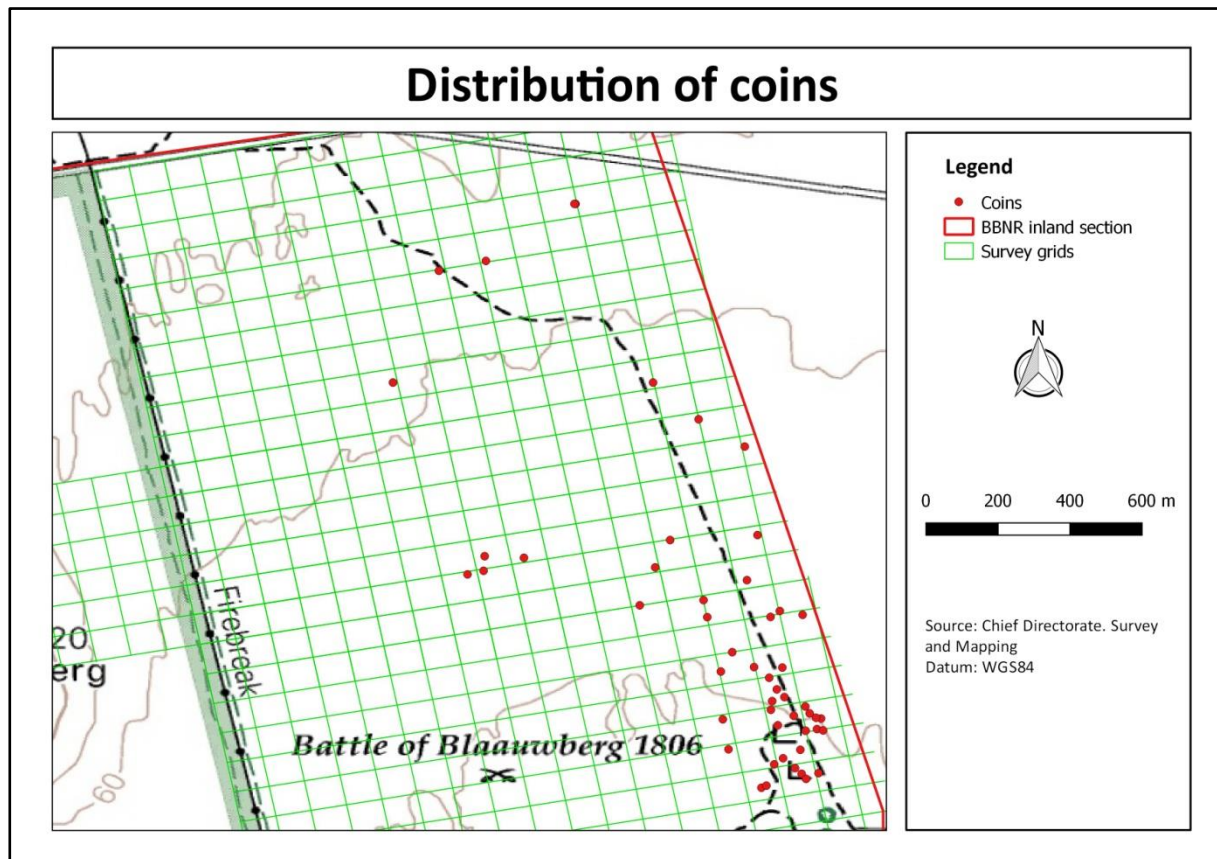 Distribution of coins
Firebreak
20
erg
Battle of Blaauwberg 1806
60
Legend
Coins
BBNR inland section
Survey grids
N
0 200 400 600 m
Source: Chief Directorate. Survey
and Mapping
Datum: WGS84